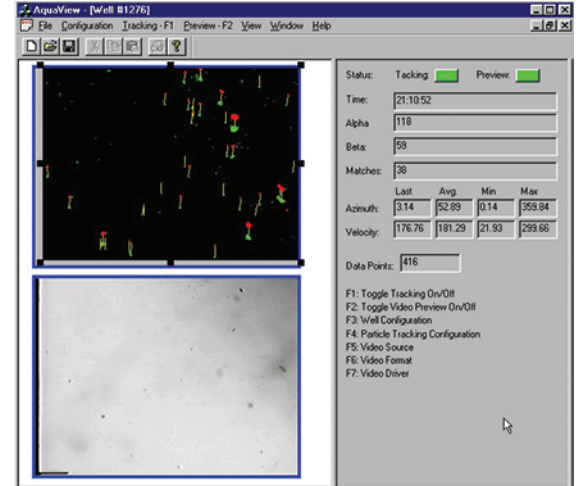 AquaView - [Well #1276]
File Configuration Tracking - F1 Preview - F2 View Window Help
Status: Tacking: Preview:
Time: 21:10:52
Alpha 118
Beta: 59
Matches: 38
Last Avg. Min Max
Azimuth: 3.14 52.89 0.14 359.84
Velocity: 176.76 181.29 21.93 299.66
Data Points: 416
F1: Toggle Tracking On/Off
F2: Toggle Video Preview On/Off
F3: Well Configuration
F4: Particle Tracking Configuration
F5: Video Source
F6: Video Format
F7: Video Driver